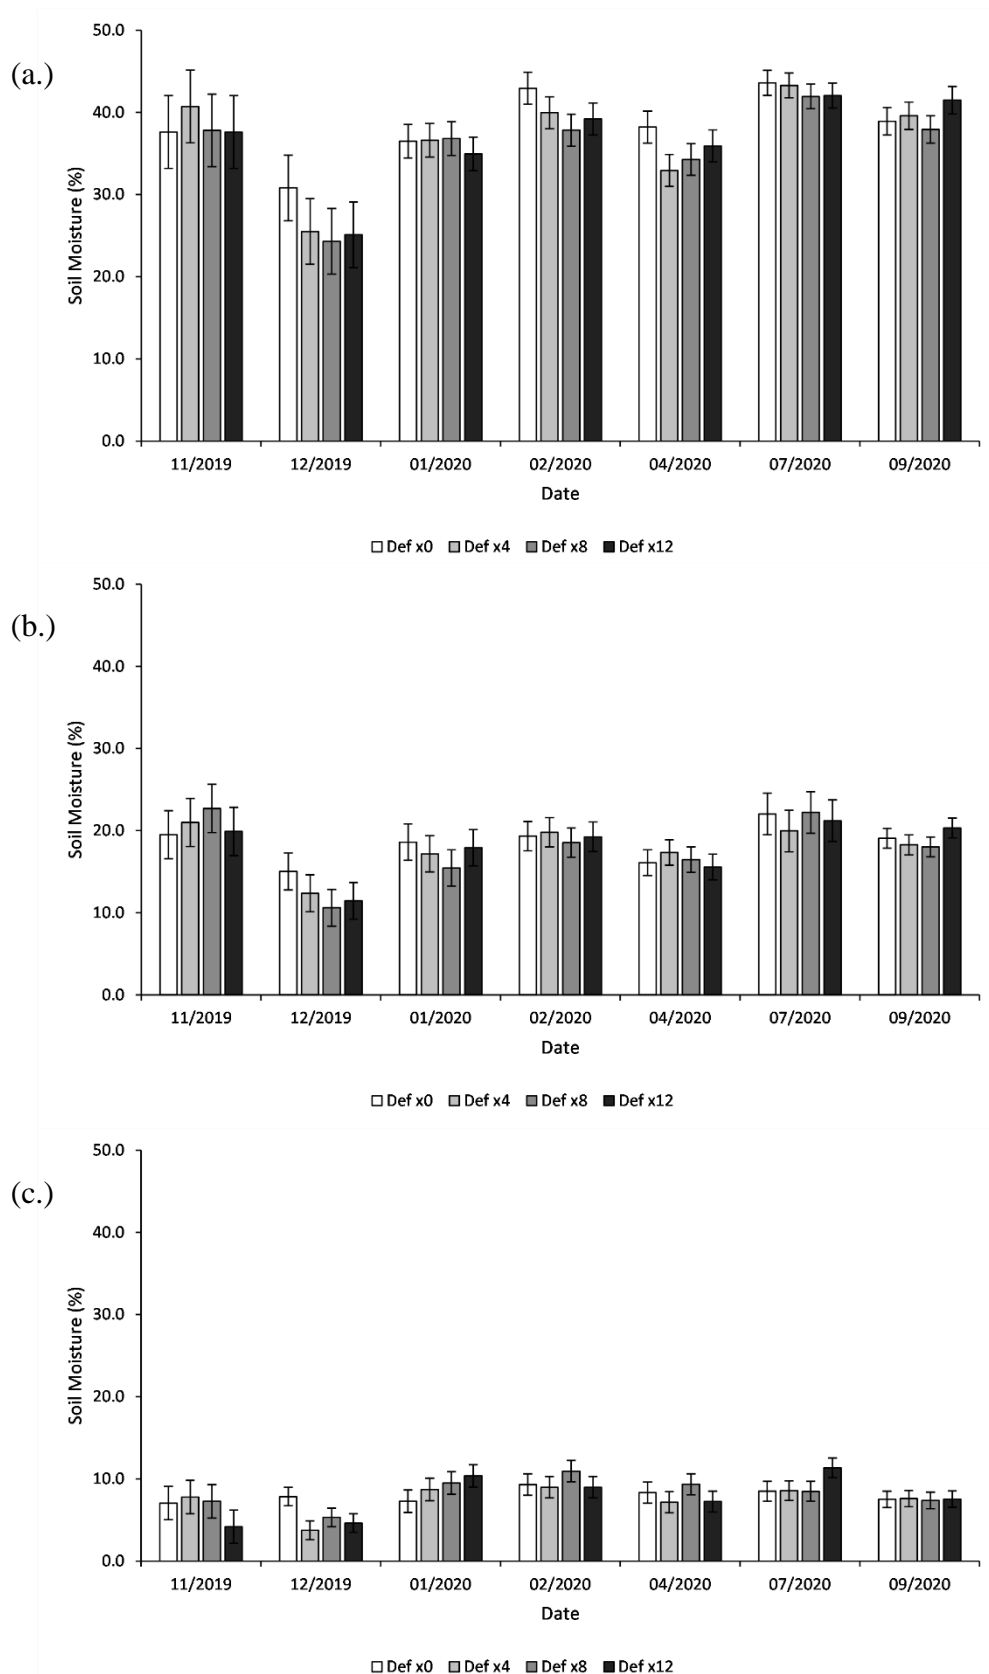 (a.)
Soil Moisture (%)
50.0
40.0
30.0
20.0
10.0
0.0
11/2019 12/2019 01/2020 02/2020 04/2020 07/2020 09/2020
Date
Def x0 Def x4 Def x8 Def x12
(b.)
Soil Moisture (%)
50.0
40.0
30.0
20.0
10.0
0.0
11/2019 12/2019 01/2020 02/2020 04/2020 07/2020 09/2020
Date
Def x0 Def x4 Def x8 Def x12
(c.)
Soil Moisture (%)
50.0
40.0
30.0
20.0
10.0
0.0
11/2019 12/2019 01/2020 02/2020 04/2020 07/2020 09/2020
Date
Def x0 Def x4 Def x8 Def x12